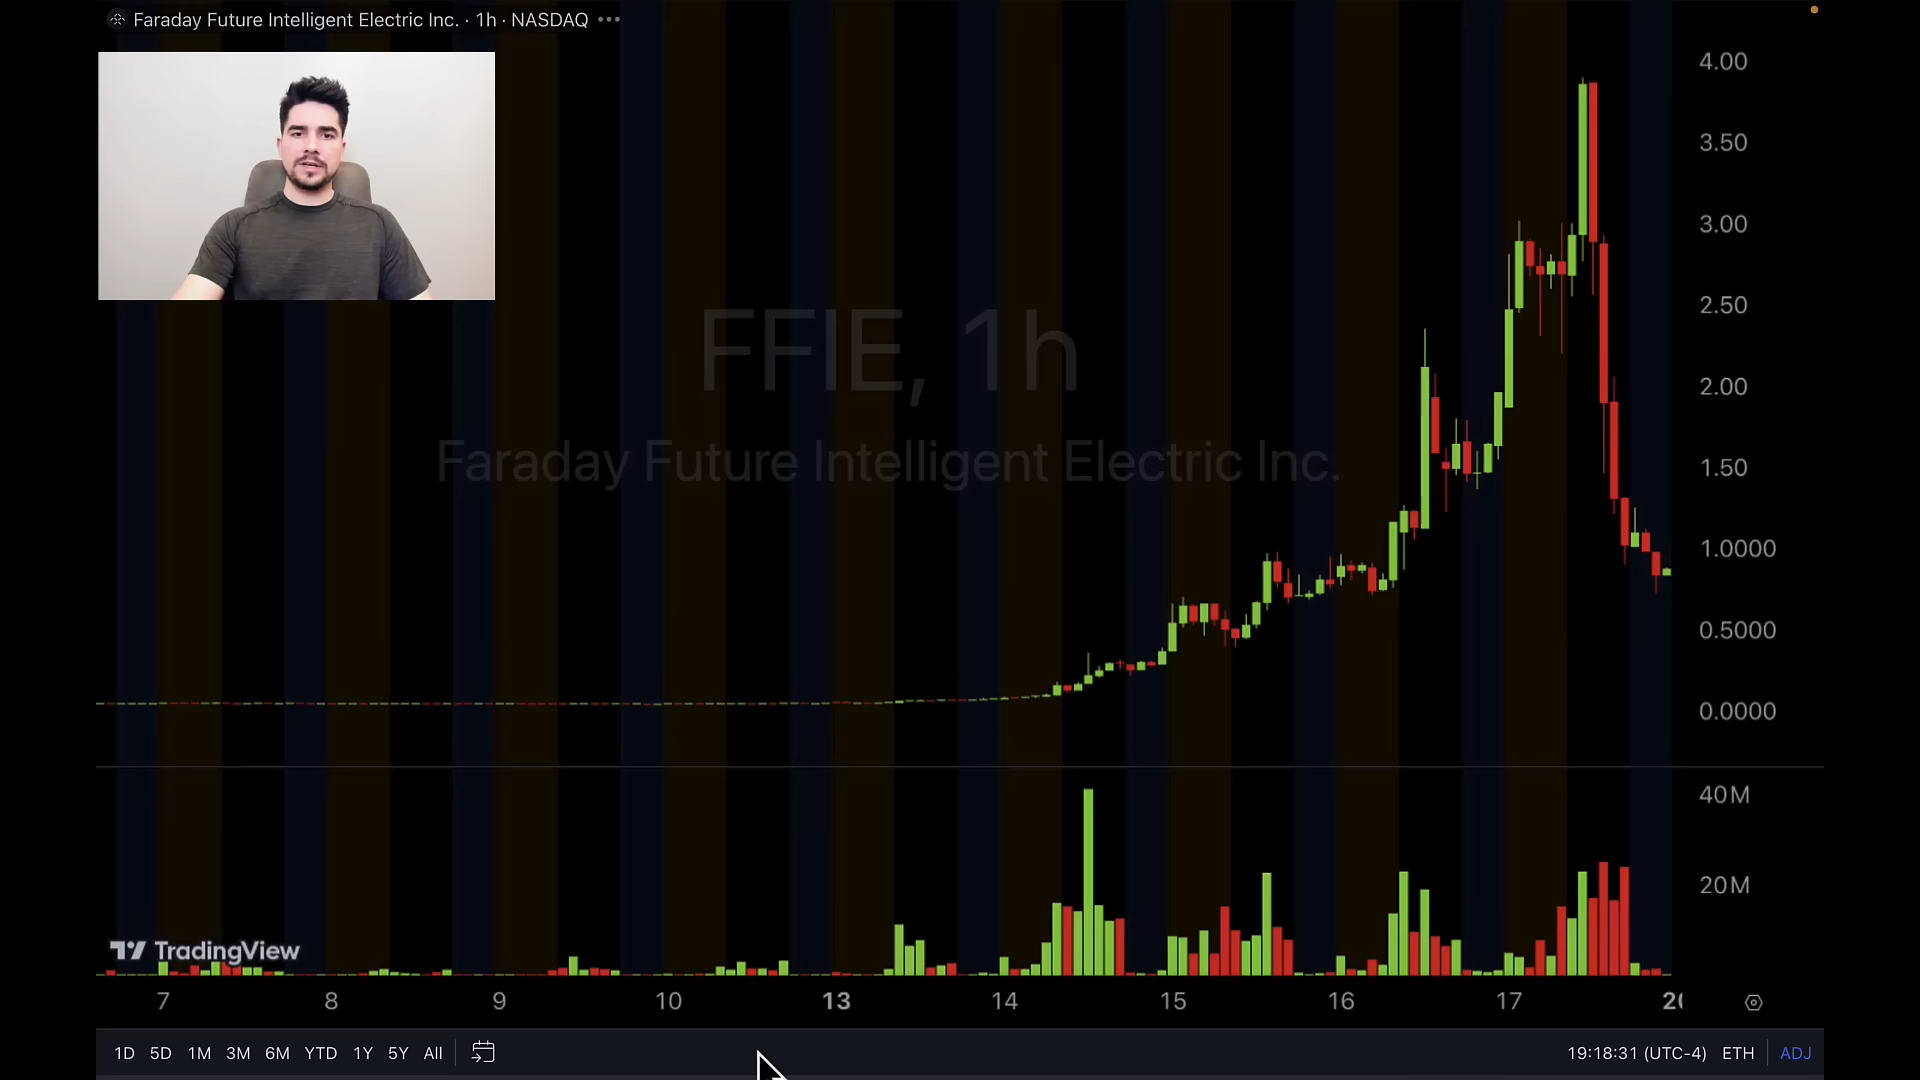 Faraday Future Intelligent Electric Inc. · 1h · NASDAQ
4.00
3.50
3.00
2.50
2.00
1.50
1.0000
0.5000
0.0000
FFIE, 1h
Faraday Future Intelligent Electric Inc.
40 M
20 M
TradingView
7 8 9 10 13 14 15 16 17
1D 5D 1M 3M 6M YTD 1Y 5Y All 19:18:31 (UTC-4) ETH ADJ